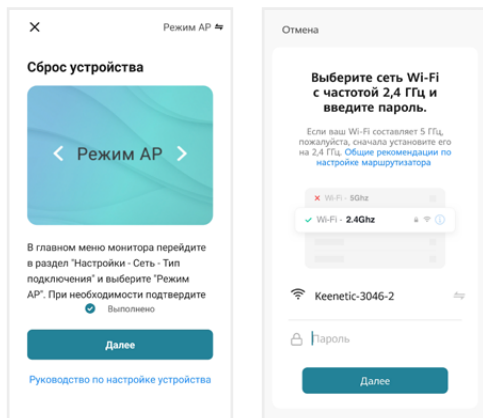 Режим AP
Сброс устройства
Режим AP
В главном меню монитора перейдите
в раздел "Настройки - Сеть - Тип
подключения" и выберите "Режим
AP". При необходимости подтвердите
Выполнено
Далее
Руководство по настройке устройства
Отмена
Выберите сеть Wi-Fi
с частотой 2,4 ГГц и
введите пароль.
Если ваш Wi-Fi составляет 5 ГГц,
пожалуйста, сначала установите его
на 2,4 ГГц. Общие рекомендации по
настройке маршрутизатора
Wi-Fi - 5Ghz
Wi-Fi - 2.4Ghz
Keenetic-3046-2
Пароль
Далее